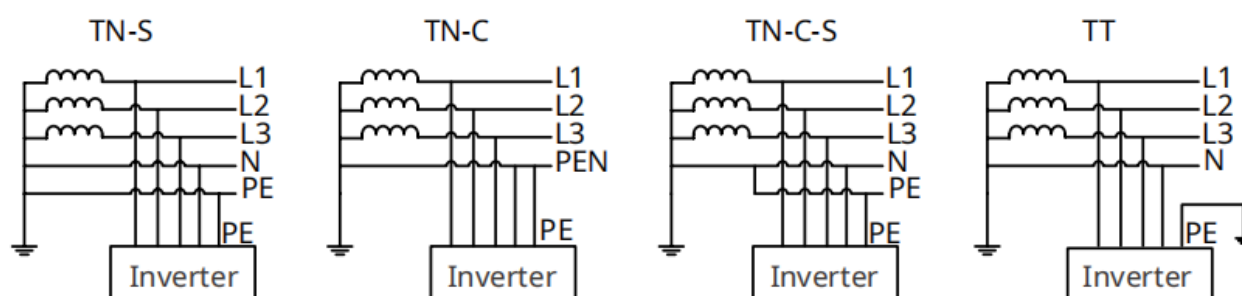 TN-S TN-C TN-C-S TT
L1 L1 L1 L1
L2 L2 L2 L2
L3 L3 L3 L3
N PEN N N
PE PE
PE PE PE PE
Inverter Inverter Inverter Inverter